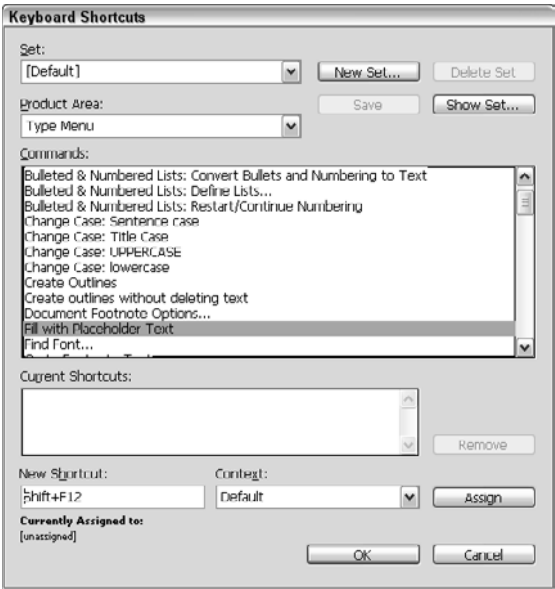 Keyboard Shortcuts
Set:
[Default]
New Set...
Delete Set
Product Area:
Save
Show Set...
Type Menu
Commands:
Bulleted & Numbered Lists: Convert Bullets and Numbering to Text
Bulleted & Numbered Lists: Define Lists...
Bulleted & Numbered Lists: Restart/Continue Numbering
Change Case: Sentence case
Change Case: Title Case
Change Case: UPPERCASE
Change Case: lowercase
Create Outlines
Create outlines without deleting text
Document Footnote Options...
Fill with Placeholder Text
Find Font...
Current Shortcuts:
Remove
New Shortcut:
Context:
Shift+F12
Default
Assign
Currently Assigned to:
[unassigned]
OK
Cancel